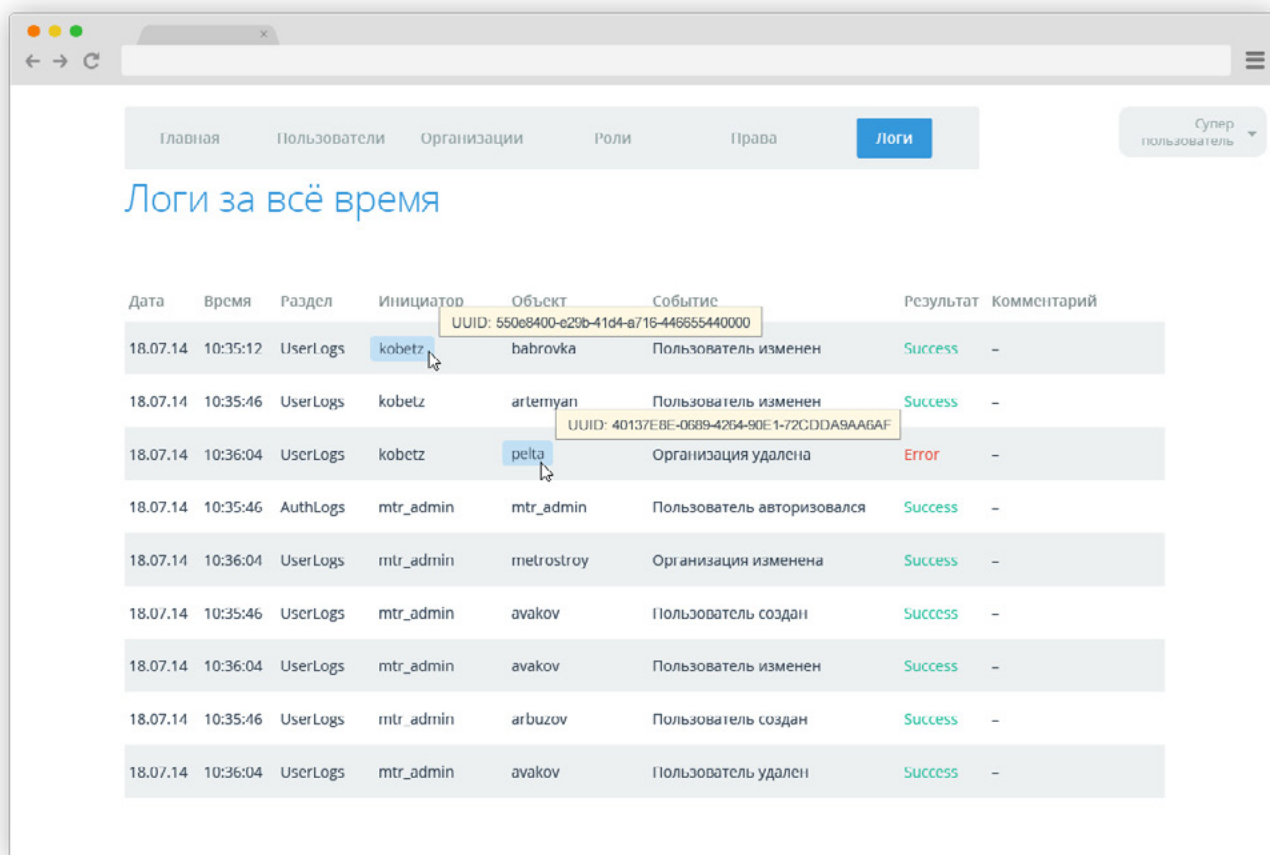 Главная Пользователи Организации Роли Права Логи
Супер
пользователь
Логи за всё время
Дата Время Раздел Инициатор Объект Событие Результат Комментарий
UUID: 550e8400-e29b-41d4-a716-446655440000
18.07.14 10:35:12 UserLogs kobetz babrovka Пользователь изменен Success –
18.07.14 10:35:46 UserLogs kobetz artemyan Пользователь изменен Success –
UUID: 40137E8E-0689-4264-90E1-72CDDA9AA6AF
18.07.14 10:36:04 UserLogs kobetz pelta Организация удалена Error –
18.07.14 10:35:46 AuthLogs mtr_admin mtr_admin Пользователь авторизовался Success –
18.07.14 10:36:04 UserLogs mtr_admin metrostroy Организация изменена Success –
18.07.14 10:35:46 UserLogs mtr_admin avakov Пользователь создан Success –
18.07.14 10:36:04 UserLogs mtr_admin avakov Пользователь изменен Success –
18.07.14 10:35:46 UserLogs mtr_admin arbuzov Пользователь создан Success –
18.07.14 10:36:04 UserLogs mtr_admin avakov Пользователь удален Success –